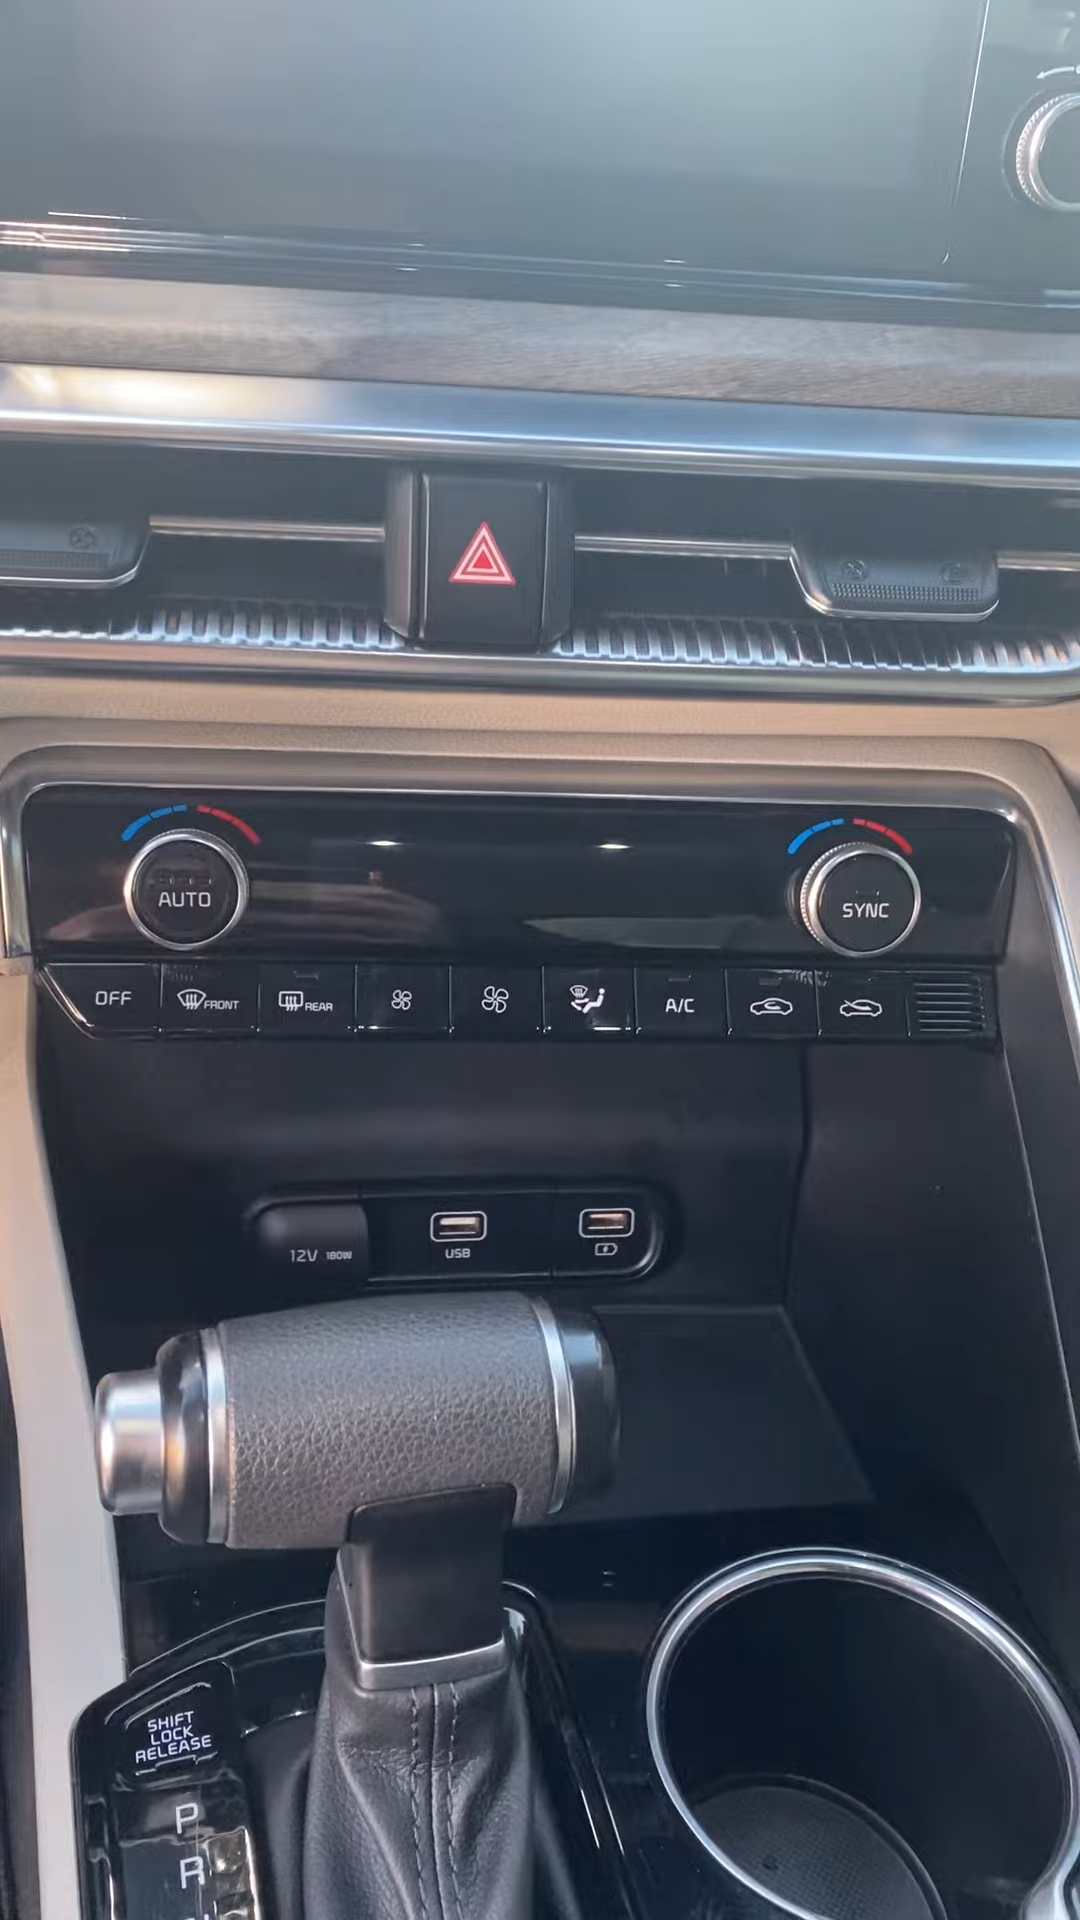 AUTO
SYNC
OFF
FRONT
REAR
A/C
12V 180W
USB
SHIFT
LOCK
RELEASE
P
R